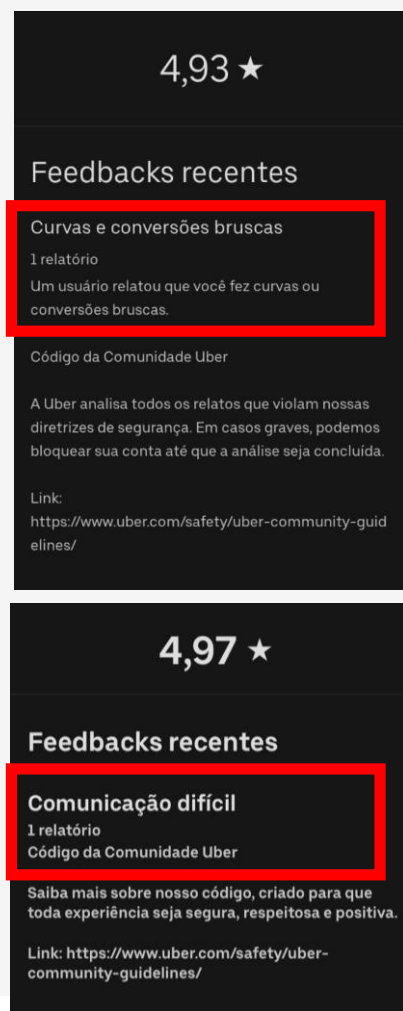 4,93 ★
Feedbacks recentes
Curvas e conversões bruscas
1 relatório
Um usuário relatou que você fez curvas ou
conversões bruscas.
Código da Comunidade Uber
A Uber analisa todos os relatos que violam nossas
diretrizes de segurança. Em casos graves, podemos
bloquear sua conta até que a análise seja concluída.
Link:
https://www.uber.com/safety/uber-community-guid
elines/
4,97 ★
Feedbacks recentes
Comunicação difícil
1 relatório
Código da Comunidade Uber
Saiba mais sobre nosso código, criado para que
toda experiência seja segura, respeitosa e positiva.
Link: https://www.uber.com/safety/uber-
community-guidelines/